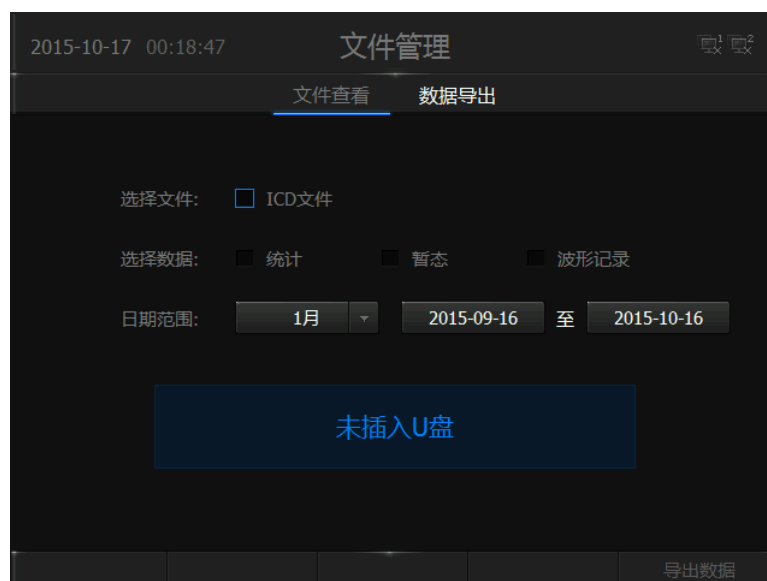 2015-10-17 00:18:47 文件管理 1 2
文件查看 数据导出
选择文件: ICD文件
选择数据: 统计 暂态 波形记录
日期范围: 1月 2015-09-16 至 2015-10-16
未插入U盘
导出数据